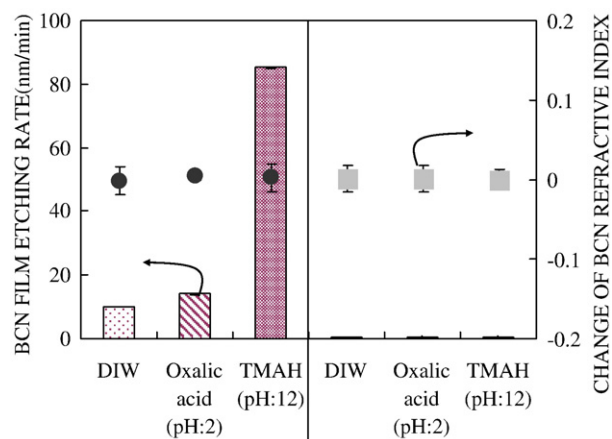 BCN FILM ETCHING RATE(nm/min)
100
80
60
40
20
0
0.2
0.1
0
-0.1
-0.2
CHANGE OF BCN REFRACTIVE INDEX
DIW
Oxalic
acid
(pH:2)
TMAH
(pH:12)
DIW
Oxalic
acid
(pH:2)
TMAH
(pH:12)